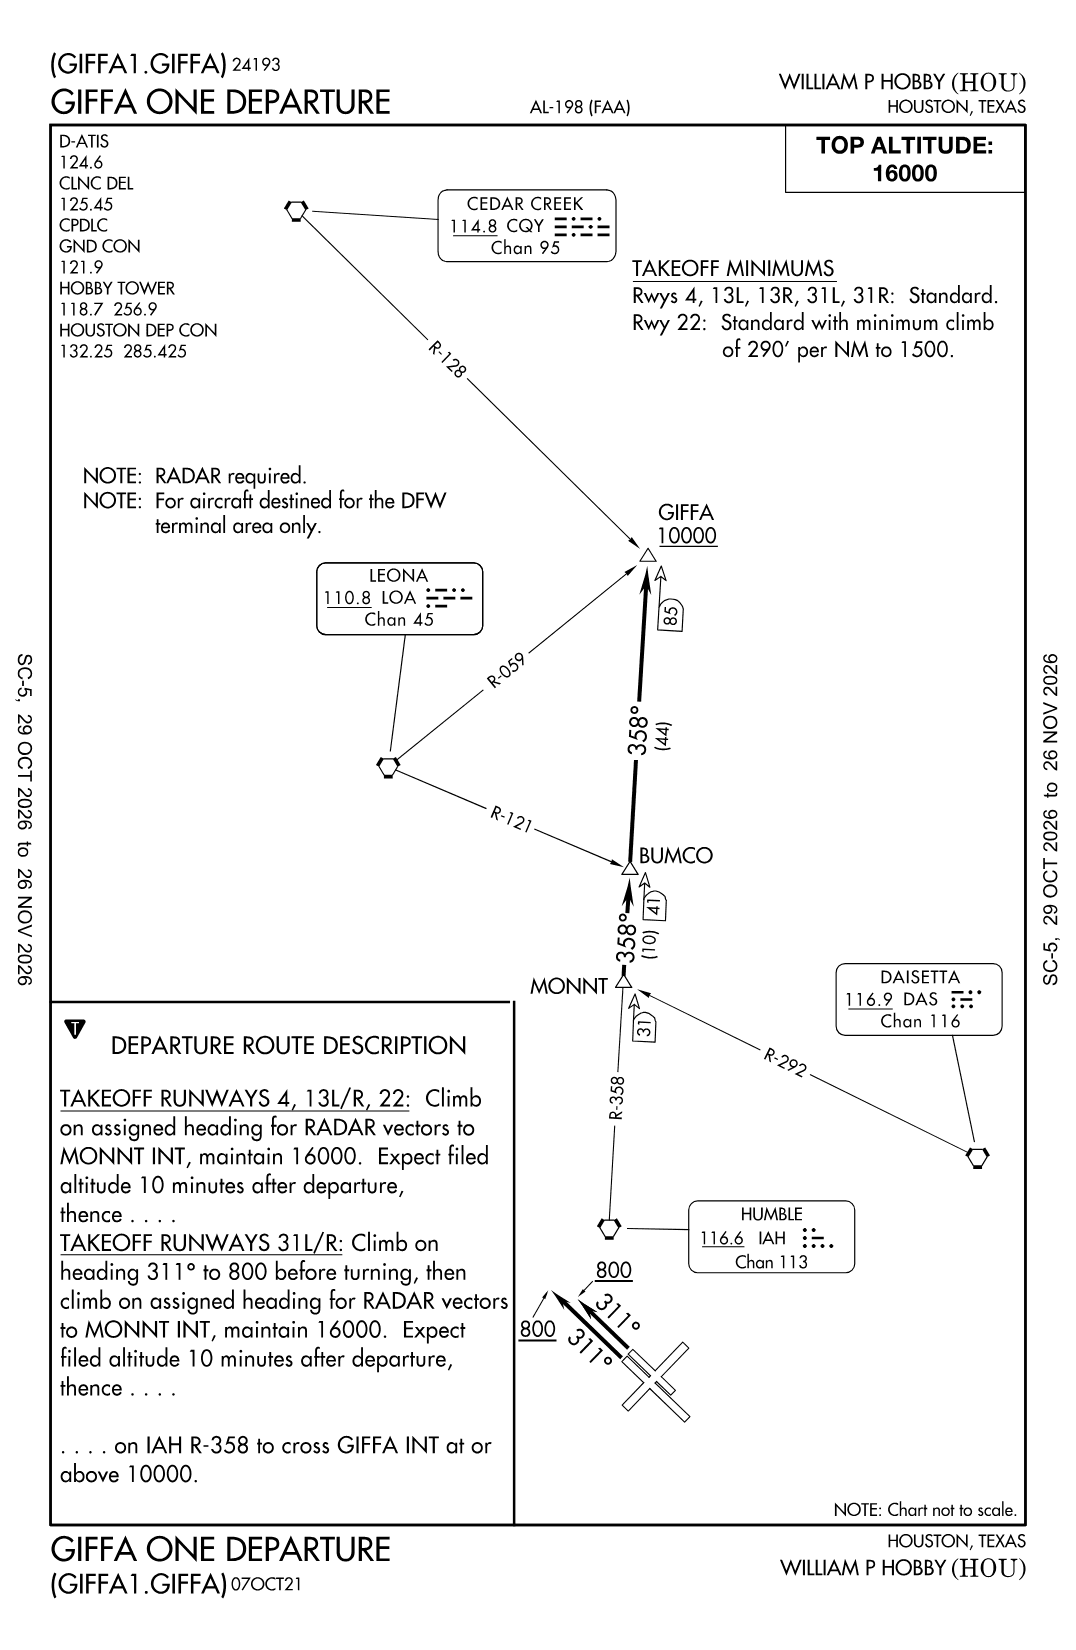 (GIFFA1.GIFFA) 24193
GIFFA ONE DEPARTURE
AL-198 (FAA)
WILLIAM P HOBBY (HOU)
HOUSTON, TEXAS
D-ATIS
124.6
CLNC DEL
125.45
CPDLC
GND CON
121.9
HOBBY TOWER
118.7 256.9
HOUSTON DEP CON
132.25 285.425
TOP ALTITUDE:
16000
CEDAR CREEK
114.8 CQY
Chan 95
TAKEOFF MINIMUMS
Rwys 4, 13L, 13R, 31L, 31R: Standard.
Rwy 22: Standard with minimum climb
of 290' per NM to 1500.
R-128
NOTE: RADAR required.
NOTE: For aircraft destined for the DFW
terminal area only.
GIFFA
10000
LEONA
110.8 LOA
Chan 45
85
R-059
358°
(44)
R-121
BUMCO
41
358°
(10)
MONNT
31
DAISETTA
116.9 DAS
Chan 116
R-292
R-358
HUMBLE
116.6 IAH
Chan 113
800
311°
800
311°
DEPARTURE ROUTE DESCRIPTION
TAKEOFF RUNWAYS 4, 13L/R, 22: Climb
on assigned heading for RADAR vectors to
MONNT INT, maintain 16000. Expect filed
altitude 10 minutes after departure,
thence . . . .
TAKEOFF RUNWAYS 31L/R: Climb on
heading 311° to 800 before turning, then
climb on assigned heading for RADAR vectors
to MONNT INT, maintain 16000. Expect
filed altitude 10 minutes after departure,
thence . . . .
. . . . on IAH R-358 to cross GIFFA INT at or
above 10000.
T
NOTE: Chart not to scale.
SC-5, 29 OCT 2026 to 26 NOV 2026
SC-5, 29 OCT 2026 to 26 NOV 2026
GIFFA ONE DEPARTURE
(GIFFA1.GIFFA) 07OCT21
HOUSTON, TEXAS
WILLIAM P HOBBY (HOU)